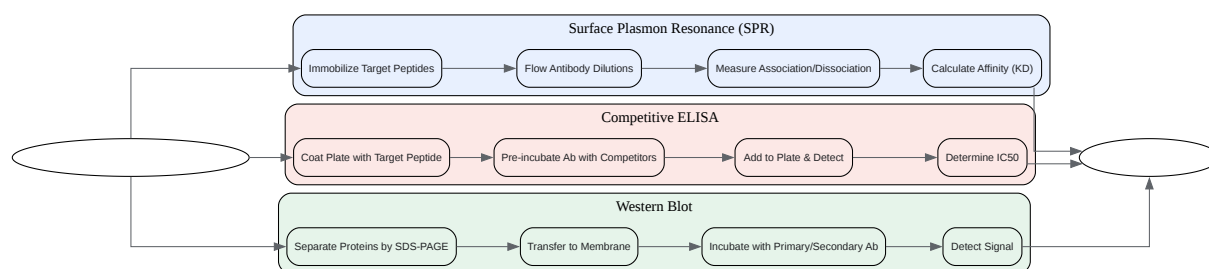 Surface Plasmon Resonance (SPR)
Immobilize Target Peptides
Flow Antibody Dilutions
Measure Association/Dissociation
Calculate Affinity (KD)
Competitive ELISA
Coat Plate with Target Peptide
Pre-incubate Ab with Competitors
Add to Plate & Detect
Determine IC50
Western Blot
Separate Proteins by SDS-PAGE
Transfer to Membrane
Incubate with Primary/Secondary Ab
Detect Signal